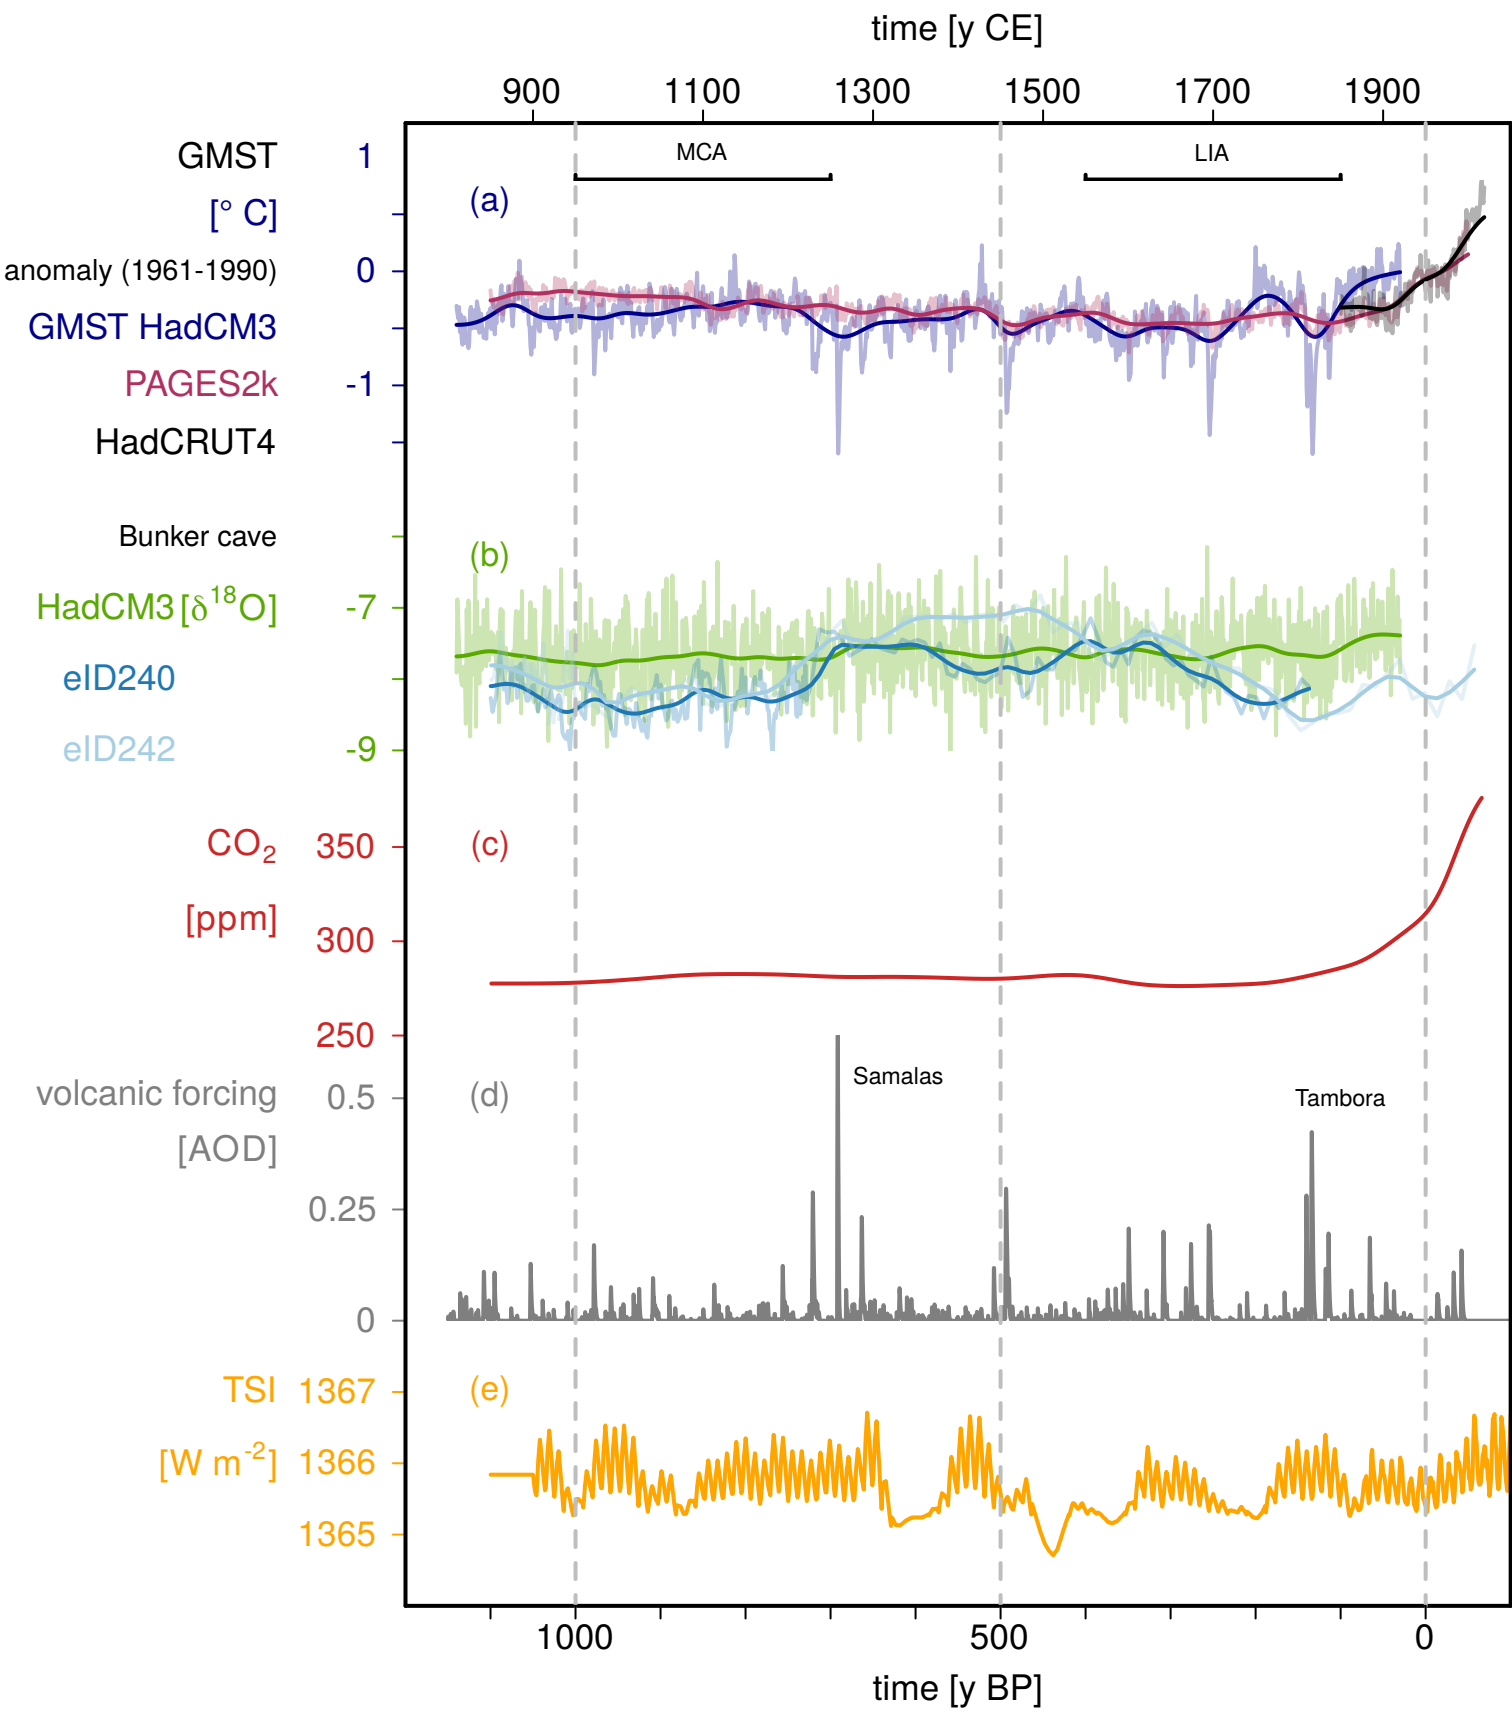 time [y CE]
900 1100 1300 1500 1700 1900
GMST 1 MCA LIA
[° C] (a)
anomaly (1961-1990) 0
GMST HadCM3
PAGES2k -1
HadCRUT4
Bunker cave
(b)
HadCM3 [δ¹⁸O] -7
eID240
eID242 -9
CO₂ 350 (c)
[ppm] 300
250
Samalas
volcanic forcing 0.5 (d) Tambora
[AOD]
0.25
0
TSI 1367 (e)
[W m⁻²] 1366
1365
1000 500 0
time [y BP]